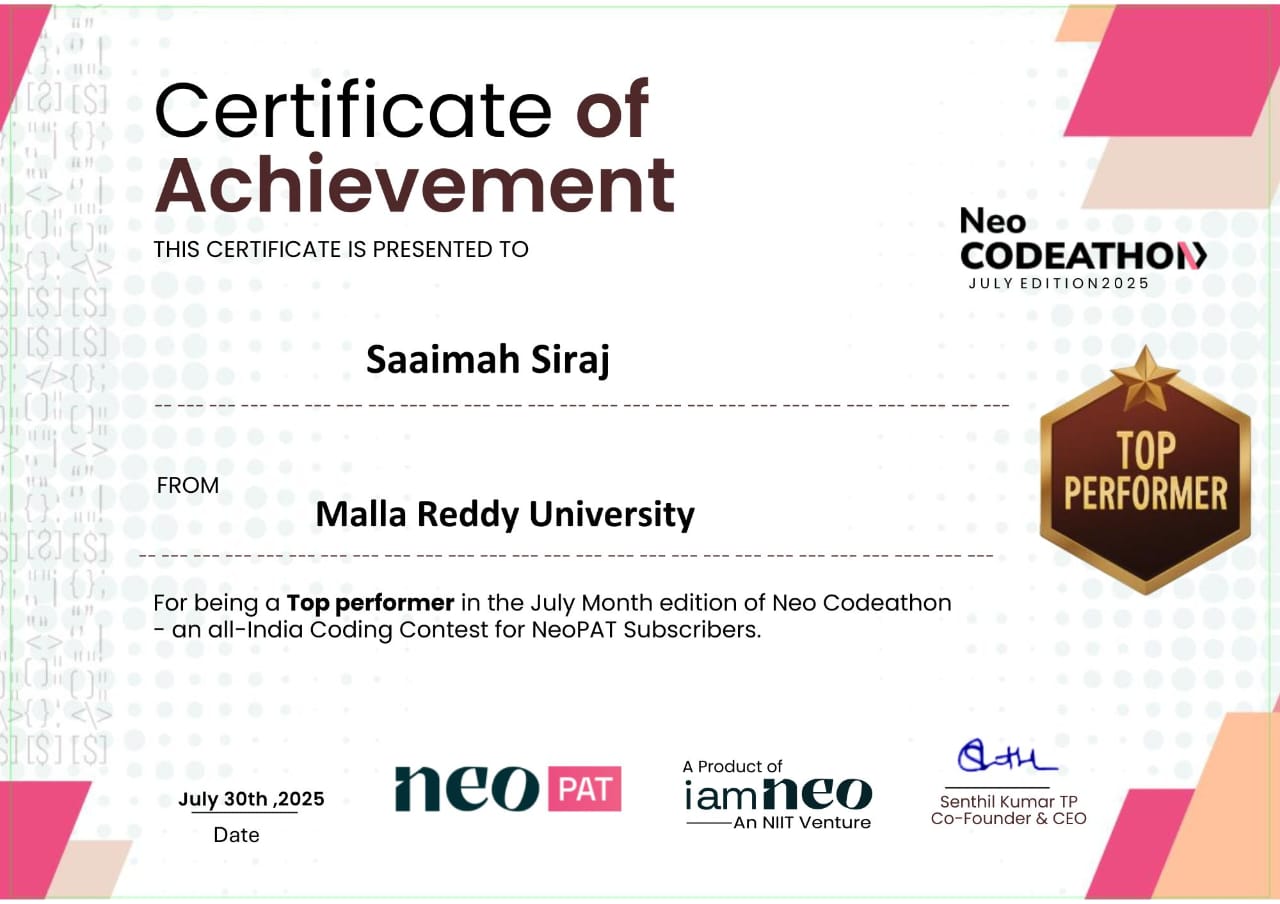 Certificate of
Achievement
THIS CERTIFICATE IS PRESENTED TO
Neo
CODEATHON
JULY EDITION2025
Saaimah Siraj
TOP
PERFORMER
FROM
Malla Reddy University
For being a Top performer in the July Month edition of Neo Codeathon
- an all-India Coding Contest for NeoPAT Subscribers.
July 30th ,2025
Date
neo PAT
A Product of
iamneo
An NIIT Venture
Senthil Kumar TP
Co-Founder & CEO